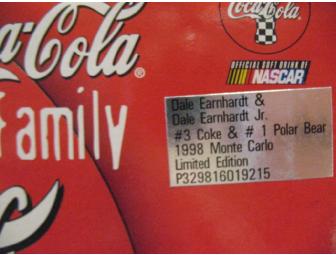 Coca-Cola
a-Cola®
OFFICIAL SOFT DRINK OF
NASCAR
Family
Dale Earnhardt &
Dale Earnhardt Jr.
#3 Coke & # 1 Polar Bear
1998 Monte Carlo
Limited Edition
P329816019215